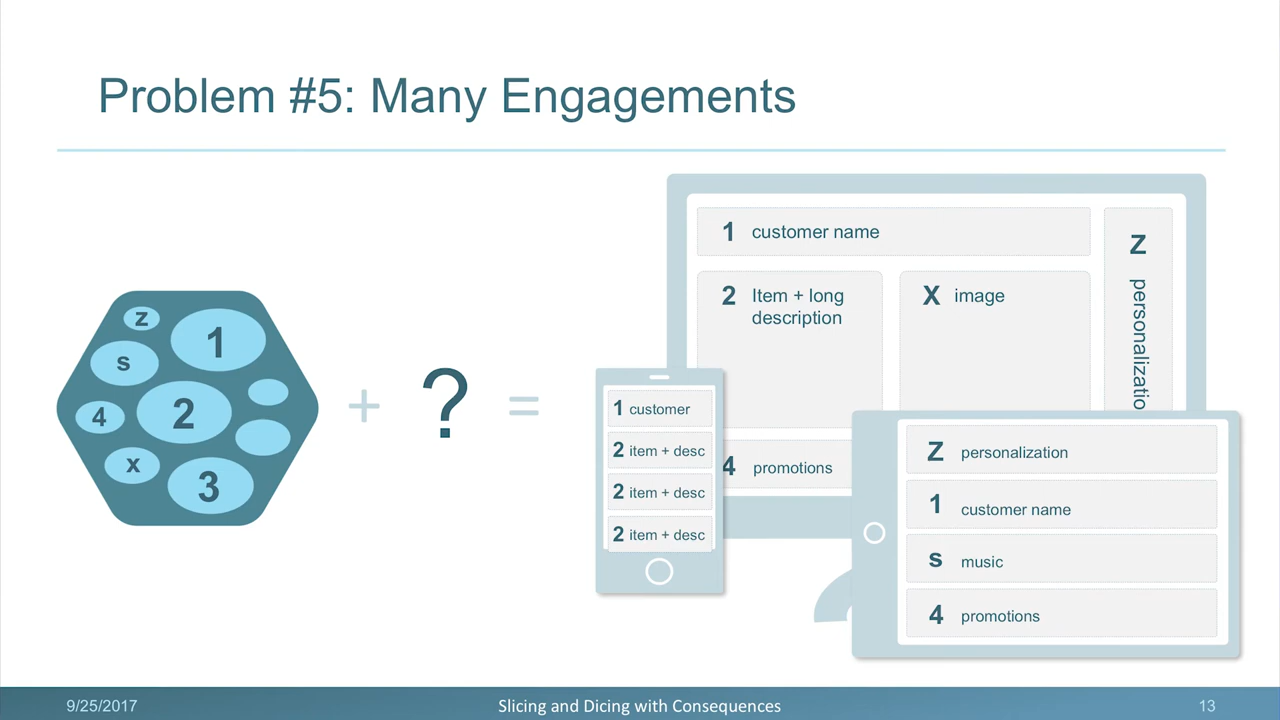 Problem #5: Many Engagements
z
1
s
4
2
x
3
+
?
=
1 customer name
2 Item + long
description
X image
Z
personalizatio
4 promotions
1 customer
2 item + desc
2 item + desc
2 item + desc
Z personalization
1 customer name
s music
4 promotions
9/25/2017
Slicing and Dicing with Consequences
13